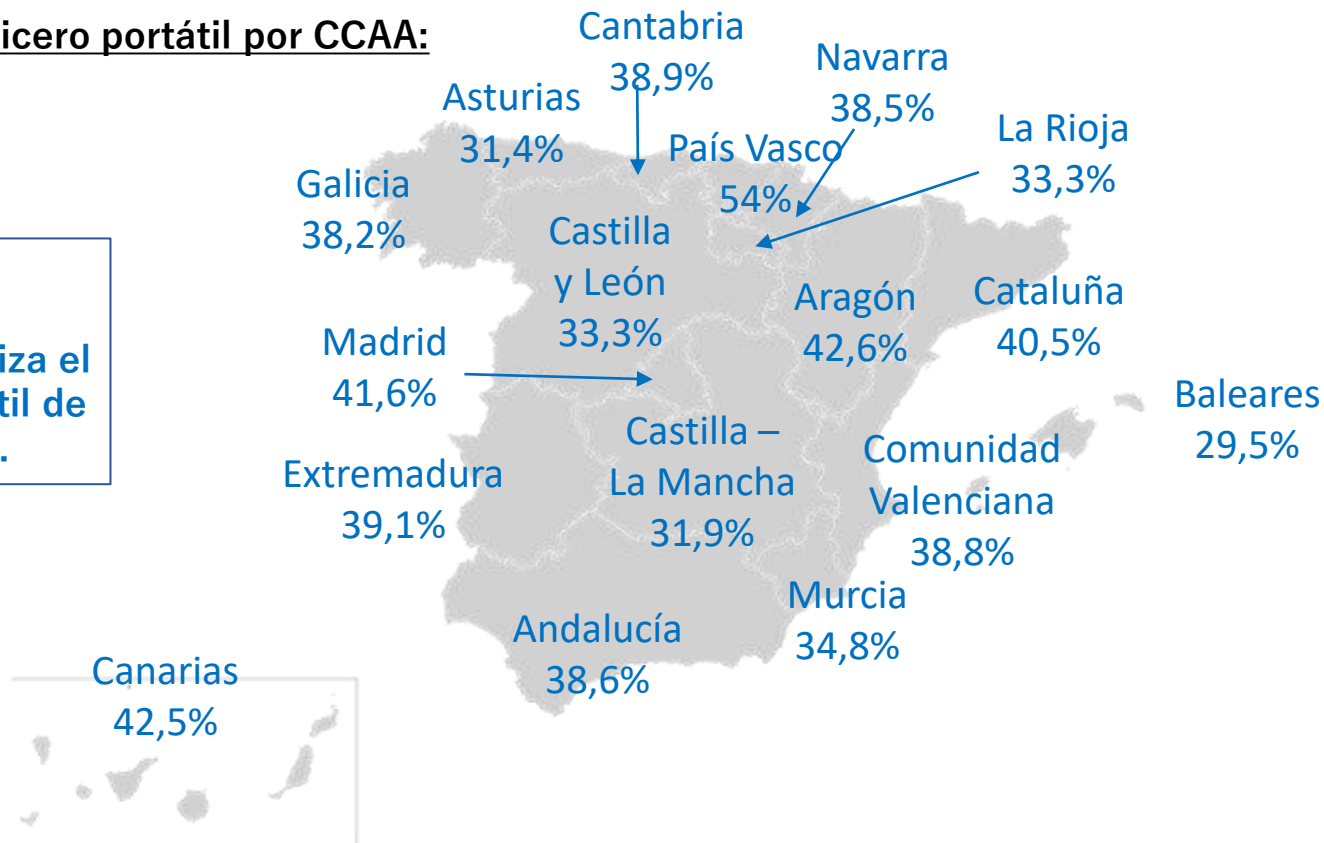 icero portátil por CCAA:
Cantabria
38,9%
Navarra
38,5%
Asturias
31,4%
País Vasco
54%
La Rioja
33,3%
Galicia
38,2%
Castilla
y León
33,3%
Aragón
42,6%
Cataluña
40,5%
iza el
til de
.
Madrid
41,6%
Baleares
29,5%
Castilla –
La Mancha
31,9%
Comunidad
Valenciana
38,8%
Extremadura
39,1%
Murcia
34,8%
Andalucía
38,6%
Canarias
42,5%